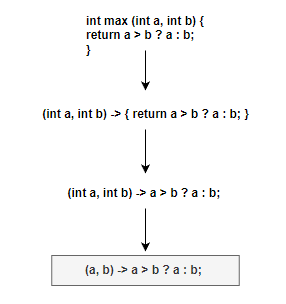 int max (int a, int b) {
return a > b ? a : b;
}
(int a, int b) -> { return a > b ? a : b; }
(int a, int b) -> a > b ? a : b;
(a, b) -> a > b ? a : b;